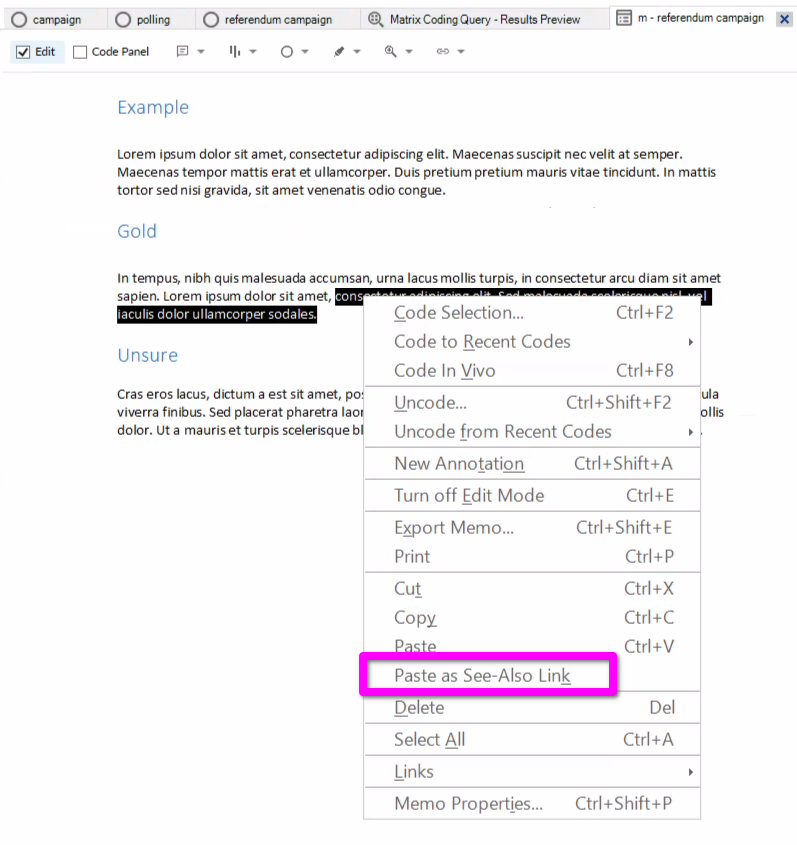 campaign polling referendum campaign Matrix Coding Query - Results Preview m - referendum campaign
Edit Code Panel
Example
Lorem ipsum dolor sit amet, consectetur adipiscing elit. Maecenas suscipit nec velit at semper.
Maecenas tempor mattis erat et ullamcorper. Duis pretium pretium mauris vitae tincidunt. In mattis
tortor sed nisi gravida, sit amet venenatis odio congue.
Gold
In tempus, nibh quis malesuada accumsan, urna lacus mollis turpis, in consectetur arcu diam sit amet
sapien. Lorem ipsum dolor sit amet, consectetur adipiscing elit. Sed malesuada scelerisque nisl, vel
iaculis dolor ullamcorper sodales.
Unsure
Cras eros lacus, dictum a est sit amet, ula
viverra finibus. Sed placerat pharetra ollis
dolor. Ut a mauris et turpis scelerisque
Code Selection... Ctrl+F2
Code to Recent Codes
Code In Vivo Ctrl+F8
Uncode... Ctrl+Shift+F2
Uncode from Recent Codes
New Annotation Ctrl+Shift+A
Turn off Edit Mode Ctrl+E
Export Memo... Ctrl+Shift+E
Print Ctrl+P
Cut Ctrl+X
Copy Ctrl+C
Paste Ctrl+V
Paste as See-Also Link
Delete Del
Select All Ctrl+A
Links
Memo Properties... Ctrl+Shift+P